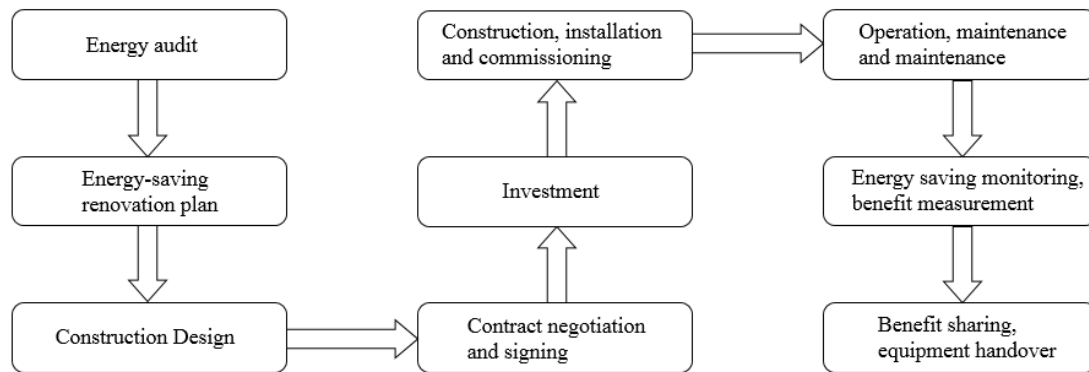 Energy audit
Energy-saving
renovation plan
Construction Design
Contract negotiation
and signing
Investment
Construction, installation
and commissioning
Operation, maintenance
and maintenance
Energy saving monitoring,
benefit measurement
Benefit sharing,
equipment handover